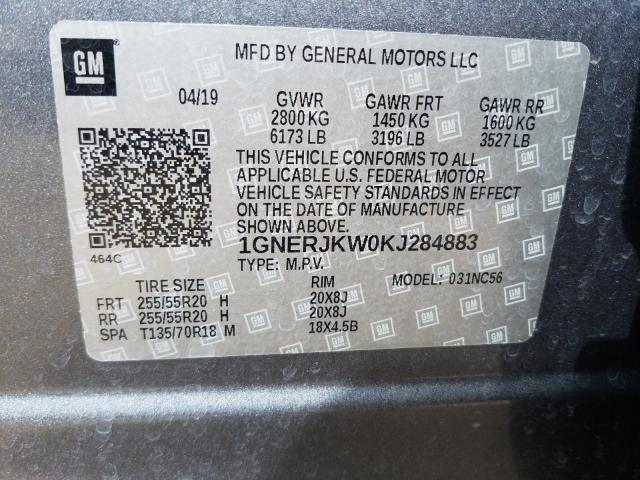 GM
MFD BY GENERAL MOTORS LLC
04/19 GVWR GAWR FRT GAWR RR
2800 KG 1450 KG 1600 KG
6173 LB 3196 LB 3527 LB
THIS VEHICLE CONFORMS TO ALL
APPLICABLE U.S. FEDERAL MOTOR
VEHICLE SAFETY STANDARDS IN EFFECT
ON THE DATE OF MANUFACTURE
SHOWN ABOVE.
1GNERJKW0KJ284883
464C
TYPE: M.P.V. MODEL: 031NC56
TIRE SIZE RIM
FRT 255/55R20 H 20X8J
RR 255/55R20 H 20X8J
SPA T135/70R18 M 18X4.5B